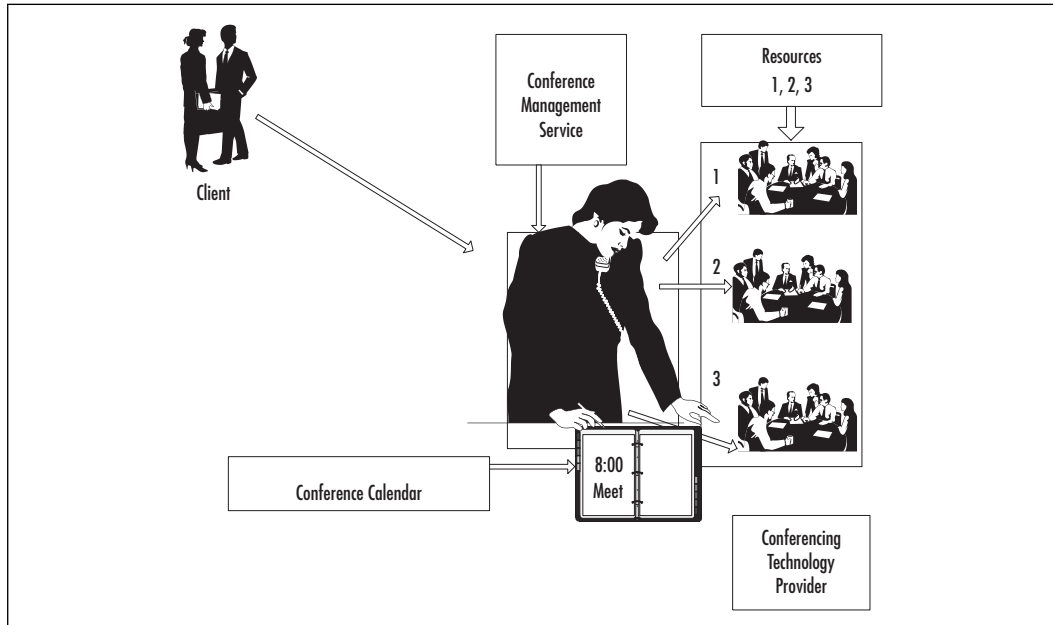 Client
Conference
Management
Service
Resources
1, 2, 3
1
2
3
Conference Calendar
8:00
Meet
Conferencing
Technology
Provider